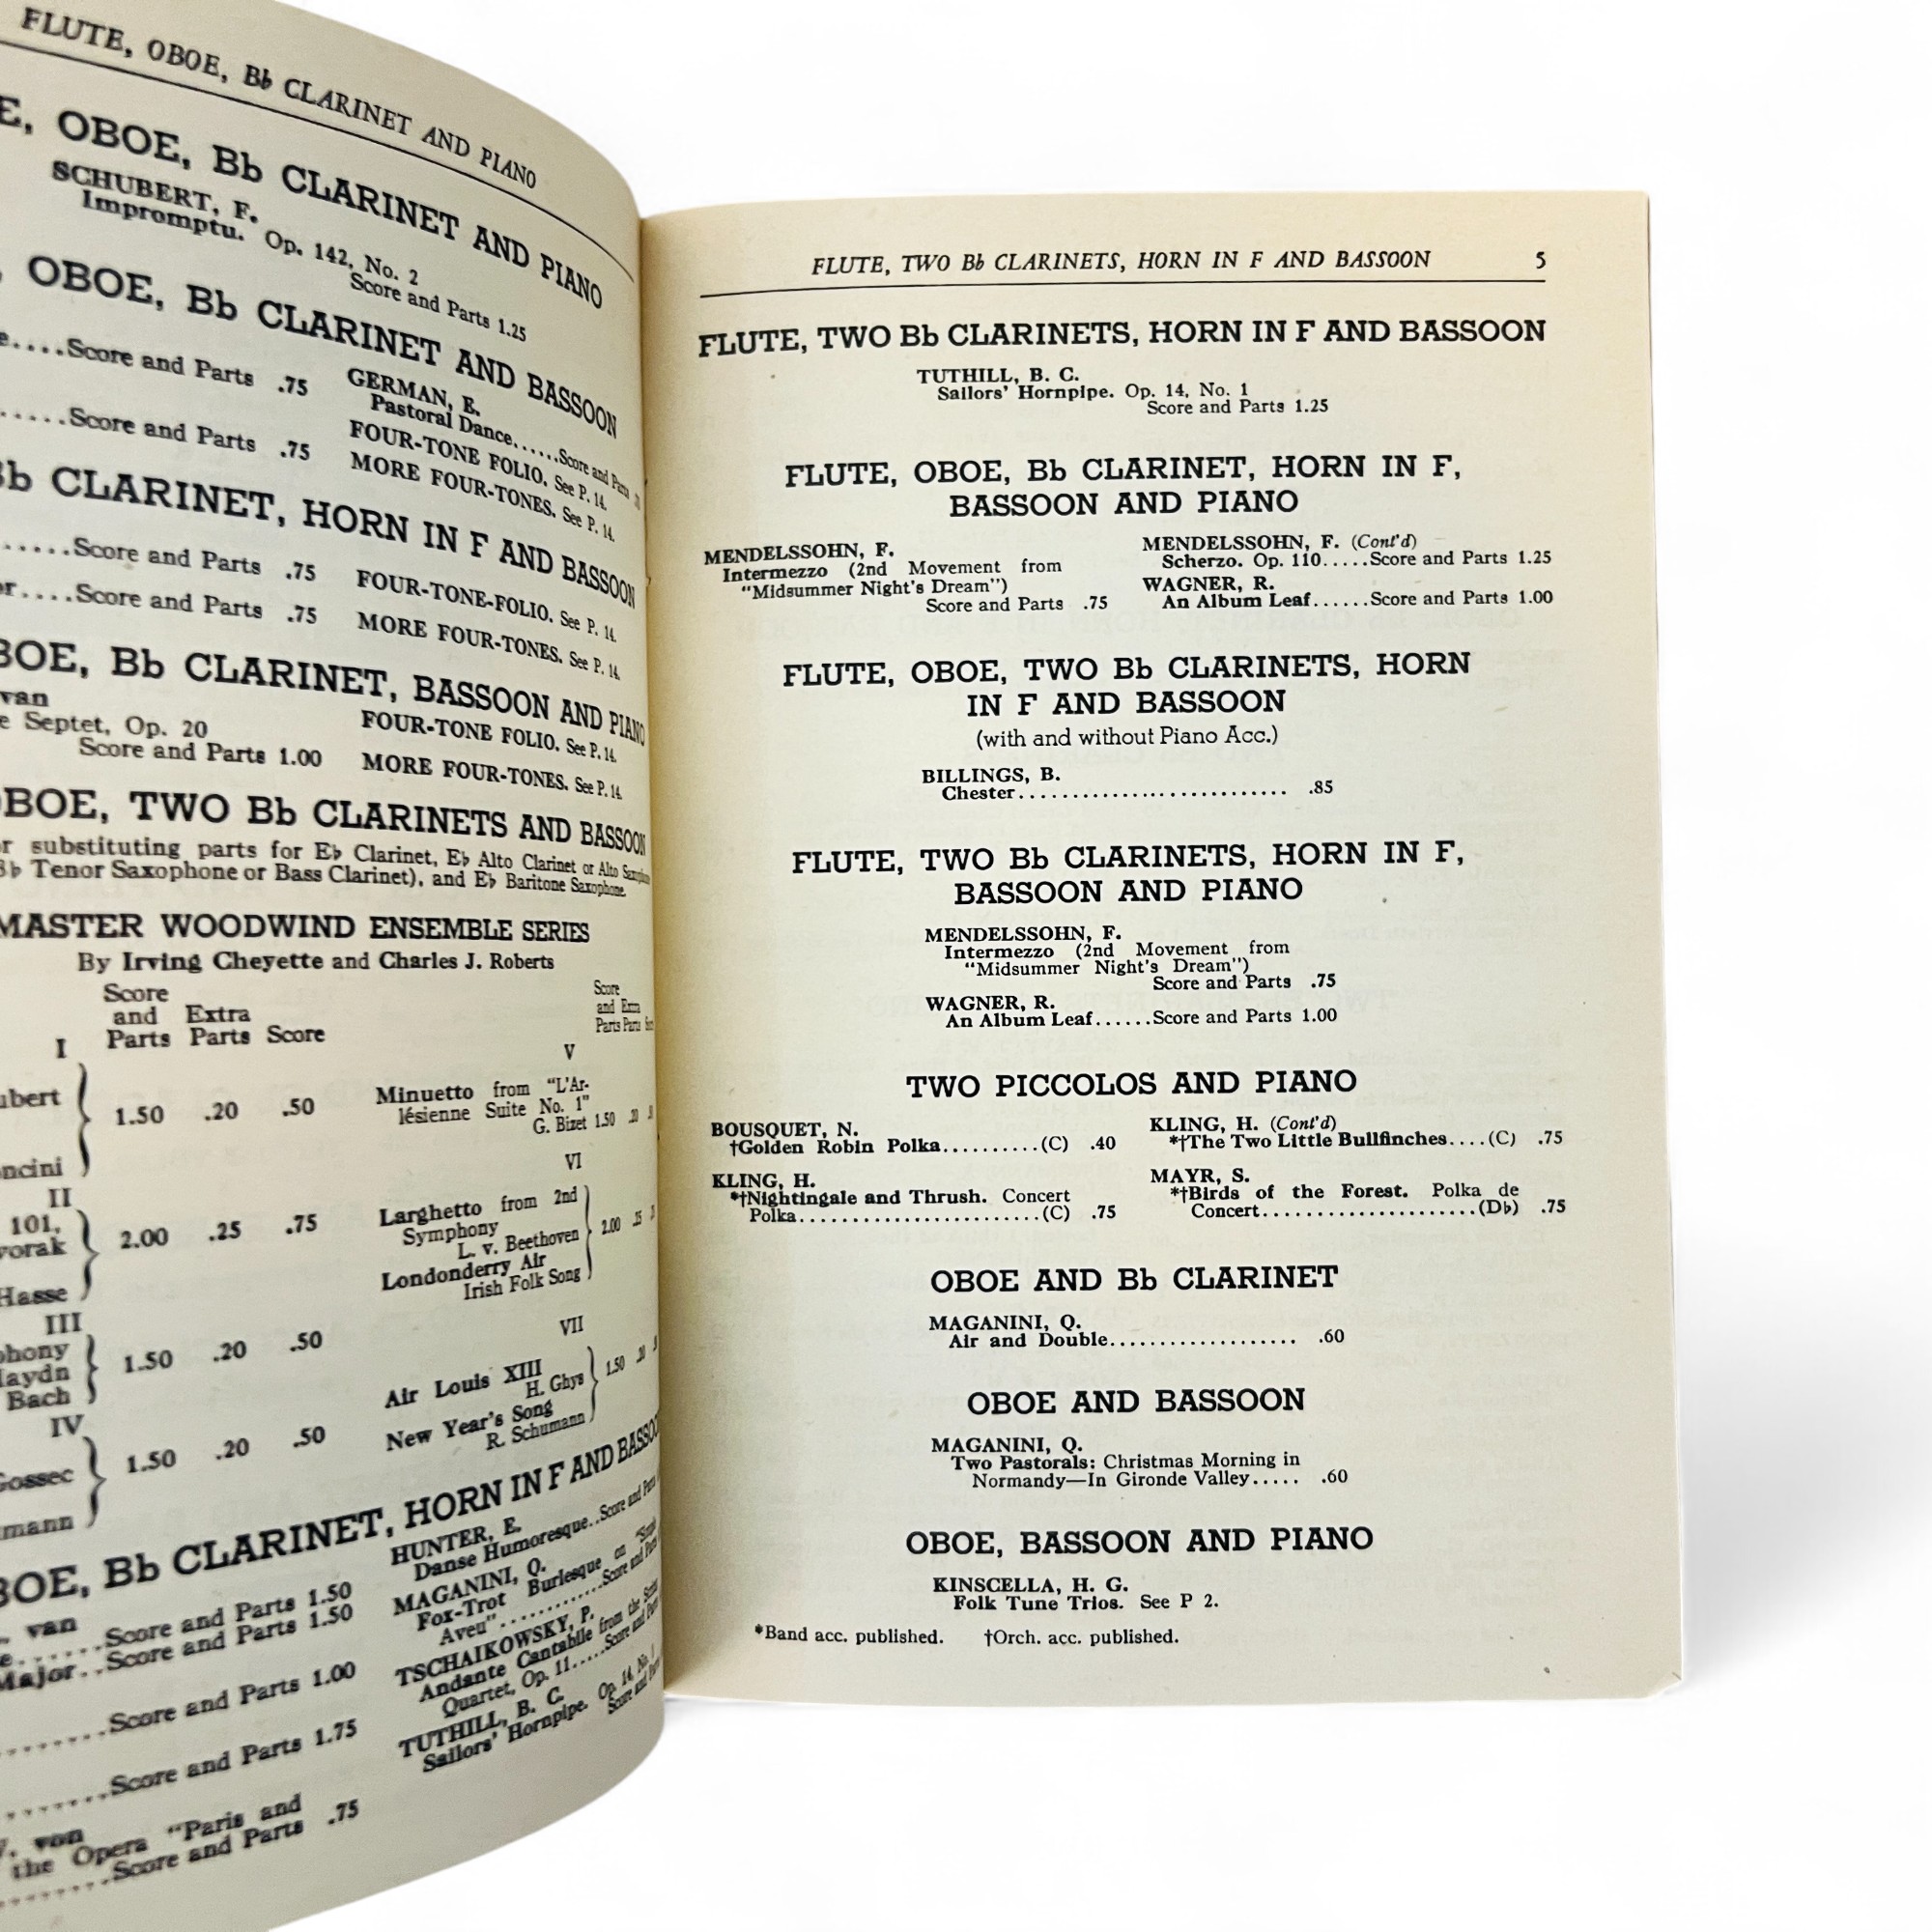 FLUTE, OBOE, Bb CLARINET AND PIANO
OBOE, Bb CLARINET AND PIANO
SCHUBERT, F.
Impromptu. Op. 142, No. 2
Score and Parts 1.25
OBOE, Bb CLARINET AND BASSOON
....Score and Parts .75
.....Score and Parts .75
GERMAN, E.
Pastoral Dance......Score and Parts
FOUR-TONE FOLIO. See P. 14.
MORE FOUR-TONES. See P. 14.
Bb CLARINET, HORN IN F AND BASSOON
.....Score and Parts .75
....Score and Parts .75
FOUR-TONE-FOLIO. See P. 14.
MORE FOUR-TONES. See P. 14.
OBOE, Bb CLARINET, BASSOON AND PIANO
van
Septet, Op. 20
Score and Parts 1.00
FOUR-TONE FOLIO. See P. 14.
MORE FOUR-TONES. See P. 14.
OBOE, TWO Bb CLARINETS AND BASSOON
substituting parts for E♭ Clarinet, E♭ Alto Clarinet or Alto Saxophone
B♭ Tenor Saxophone or Bass Clarinet), and E♭ Baritone Saxophone.
MASTER WOODWIND ENSEMBLE SERIES
By Irving Cheyette and Charles J. Roberts
Score
and Extra
Parts Parts Score
I
1.50 .20 .50
II
101,
2.00 .25 .75
Hasse
III
Haydn
Bach
1.50 .20 .50
IV
Gossec
1.50 .20 .50
Score
and Extra
Parts Parts
V
Minuetto from "L'Ar-
lésienne Suite No. 1"
G. Bizet 1.50 .20
VI
Larghetto from 2nd
Symphony
L. v. Beethoven
Londonderry Air
Irish Folk Song
2.00 .25
VII
Air Louis XIII
H. Ghys
New Year's Song
R. Schumann
1.50 .20
OBOE, Bb CLARINET, HORN IN F AND BASSOON
van
......Score and Parts 1.50
Major..Score and Parts 1.50
........Score and Parts 1.00
........Score and Parts 1.75
von
the Opera "Paris and
........Score and Parts .75
HUNTER, E.
Danse Humoresque..Score and Parts
MAGANINI, Q.
Fox-Trot Burlesque on "Simple
Aveu"...........Score and Parts
TSCHAIKOWSKY, P.
Andante Cantabile from the String
Quartet, Op. 11....Score and Parts
TUTHILL, B. C.
Sailors' Hornpipe. Op. 14, No. 1
Score and Parts
FLUTE, TWO Bb CLARINETS, HORN IN F AND BASSOON 5
FLUTE, TWO Bb CLARINETS, HORN IN F AND BASSOON
TUTHILL, B. C.
Sailors' Hornpipe. Op. 14, No. 1
Score and Parts 1.25
FLUTE, OBOE, Bb CLARINET, HORN IN F,
BASSOON AND PIANO
MENDELSSOHN, F.
Intermezzo (2nd Movement from
"Midsummer Night's Dream")
Score and Parts .75
MENDELSSOHN, F. (Cont'd)
Scherzo. Op. 110.....Score and Parts 1.25
WAGNER, R.
An Album Leaf......Score and Parts 1.00
FLUTE, OBOE, TWO Bb CLARINETS, HORN
IN F AND BASSOON
(with and without Piano Acc.)
BILLINGS, B.
Chester........................... .85
FLUTE, TWO Bb CLARINETS, HORN IN F,
BASSOON AND PIANO
MENDELSSOHN, F.
Intermezzo (2nd Movement from
"Midsummer Night's Dream")
Score and Parts .75
WAGNER, R.
An Album Leaf......Score and Parts 1.00
TWO PICCOLOS AND PIANO
BOUSQUET, N.
†Golden Robin Polka..........(C) .40
KLING, H.
*†Nightingale and Thrush. Concert
Polka.........................(C) .75
KLING, H. (Cont'd)
*†The Two Little Bullfinches....(C) .75
MAYR, S.
*†Birds of the Forest. Polka de
Concert......................(D♭) .75
OBOE AND Bb CLARINET
MAGANINI, Q.
Air and Double................... .60
OBOE AND BASSOON
MAGANINI, Q.
Two Pastorals: Christmas Morning in
Normandy—In Gironde Valley..... .60
OBOE, BASSOON AND PIANO
KINSCELLA, H. G.
Folk Tune Trios. See P 2.
*Band acc. published. †Orch. acc. published.